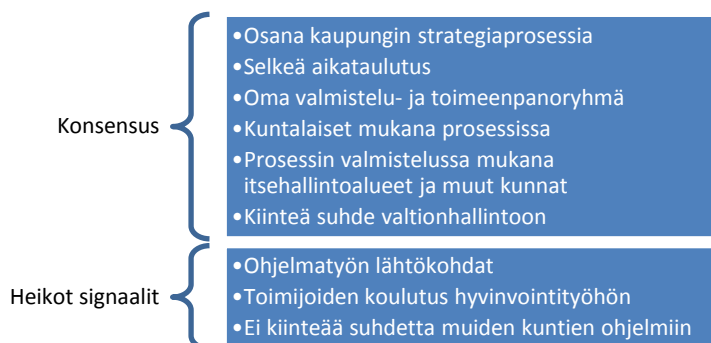 Konsensus
•Osana kaupungin strategiaprosessia
•Selkeä aikataulutus
•Oma valmistelu- ja toimeenpanoryhmä
•Kuntalaiset mukana prosessissa
•Prosessin valmistelussa mukana
itsehallintoalueet ja muut kunnat
•Kiinteä suhde valtionhallintoon
Heikot signaalit
•Ohjelmatyön lähtökohdat
•Toimijoiden koulutus hyvinvointityöhön
•Ei kiinteää suhdetta muiden kuntien ohjelmiin